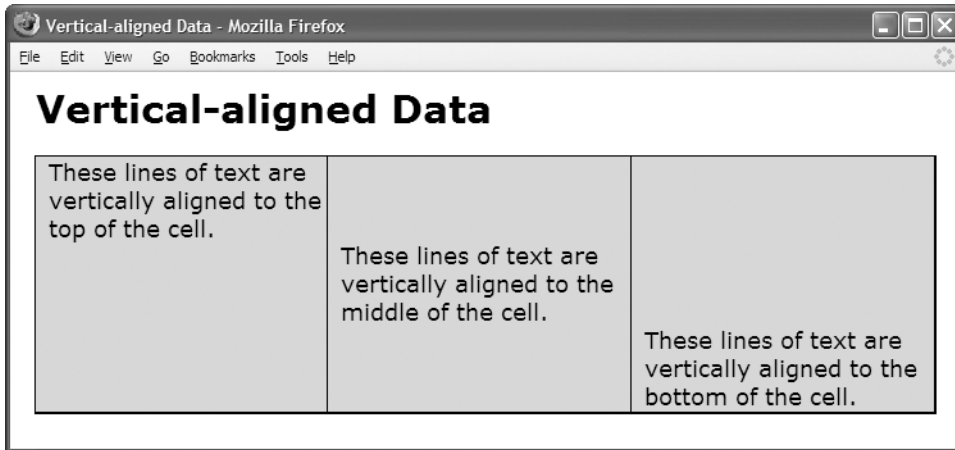 Vertical-aligned Data - Mozilla Firefox
File Edit View Go Bookmarks Tools Help
Vertical-aligned Data
These lines of text are
vertically aligned to the
top of the cell.
These lines of text are
vertically aligned to the
middle of the cell.
These lines of text are
vertically aligned to the
bottom of the cell.